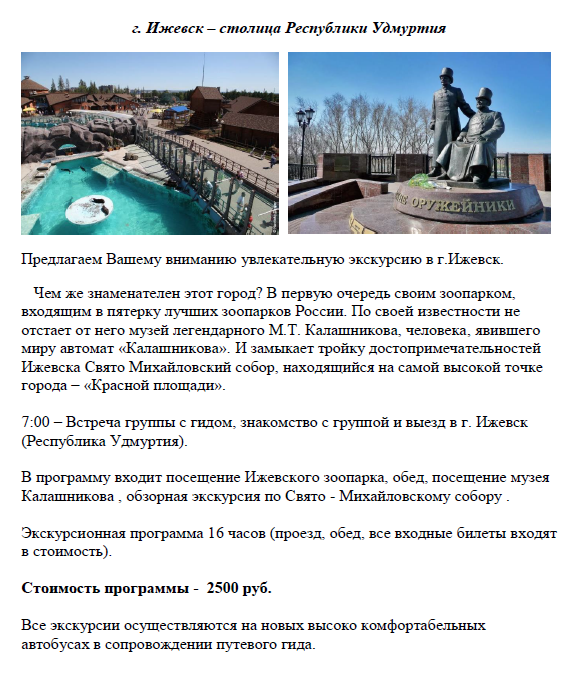 г. Ижевск – столица Республики Удмуртия
ОРУЖЕЙНИКИ
Предлагаем Вашему вниманию увлекательную экскурсию в г.Ижевск.
Чем же знаменателен этот город? В первую очередь своим зоопарком,
входящим в пятерку лучших зоопарков России. По своей известности не
отстает от него музей легендарного М.Т. Калашникова, человека, явившего
миру автомат «Калашникова». И замыкает тройку достопримечательностей
Ижевска Свято Михайловский собор, находящийся на самой высокой точке
города – «Красной площади».
7:00 – Встреча группы с гидом, знакомство с группой и выезд в г. Ижевск
(Республика Удмуртия).
В программу входит посещение Ижевского зоопарка, обед, посещение музея
Калашникова , обзорная экскурсия по Свято - Михайловскому собору .
Экскурсионная программа 16 часов (проезд, обед, все входные билеты входят
в стоимость).
Стоимость программы - 2500 руб.
Все экскурсии осуществляются на новых высоко комфортабельных
автобусах в сопровождении путевого гида.